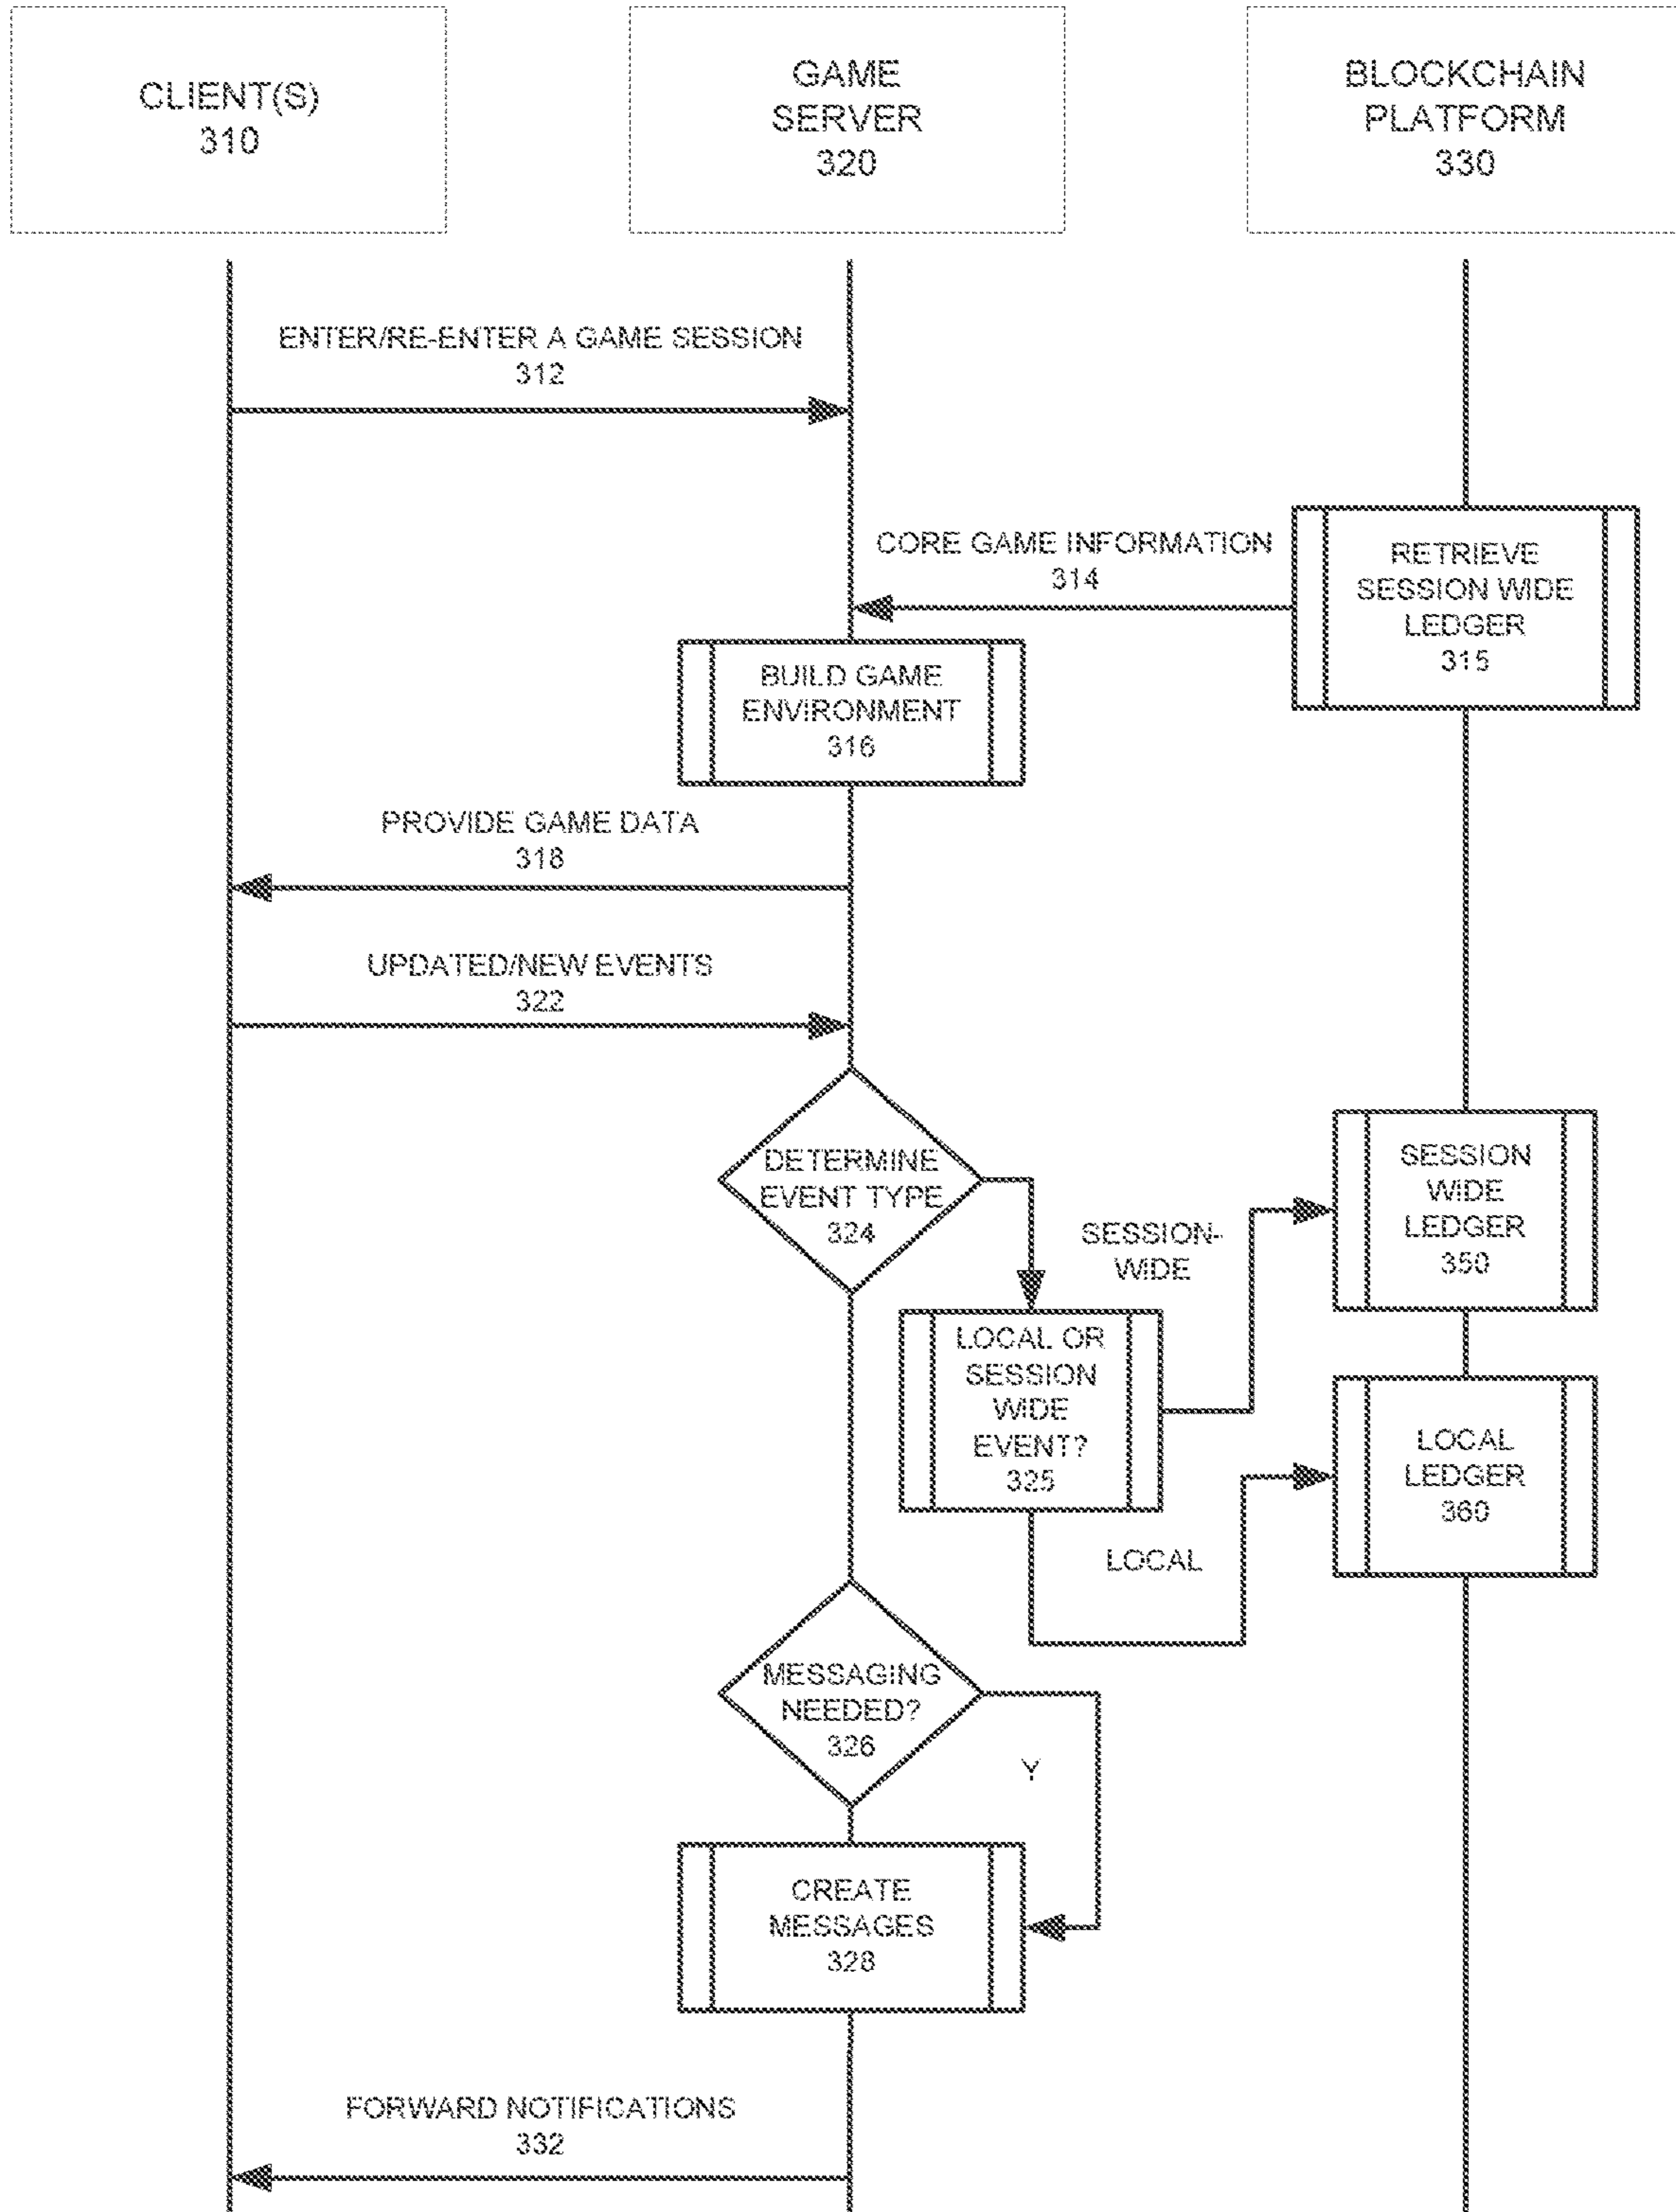 CLIENT(S)
310
GAME
SERVER
320
BLOCKCHAIN
PLATFORM
330
ENTER/RE-ENTER A GAME SESSION
312
CORE GAME INFORMATION
314
RETRIEVE
SESSION WIDE
LEDGER
315
BUILD GAME
ENVIRONMENT
316
PROVIDE GAME DATA
318
UPDATED/NEW EVENTS
322
DETERMINE
EVENT TYPE
324
SESSION-
WIDE
SESSION
WIDE
LEDGER
350
LOCAL OR
SESSION
WIDE
EVENT?
325
LOCAL
LEDGER
360
LOCAL
MESSAGING
NEEDED?
326
Y
CREATE
MESSAGES
328
FORWARD NOTIFICATIONS
332